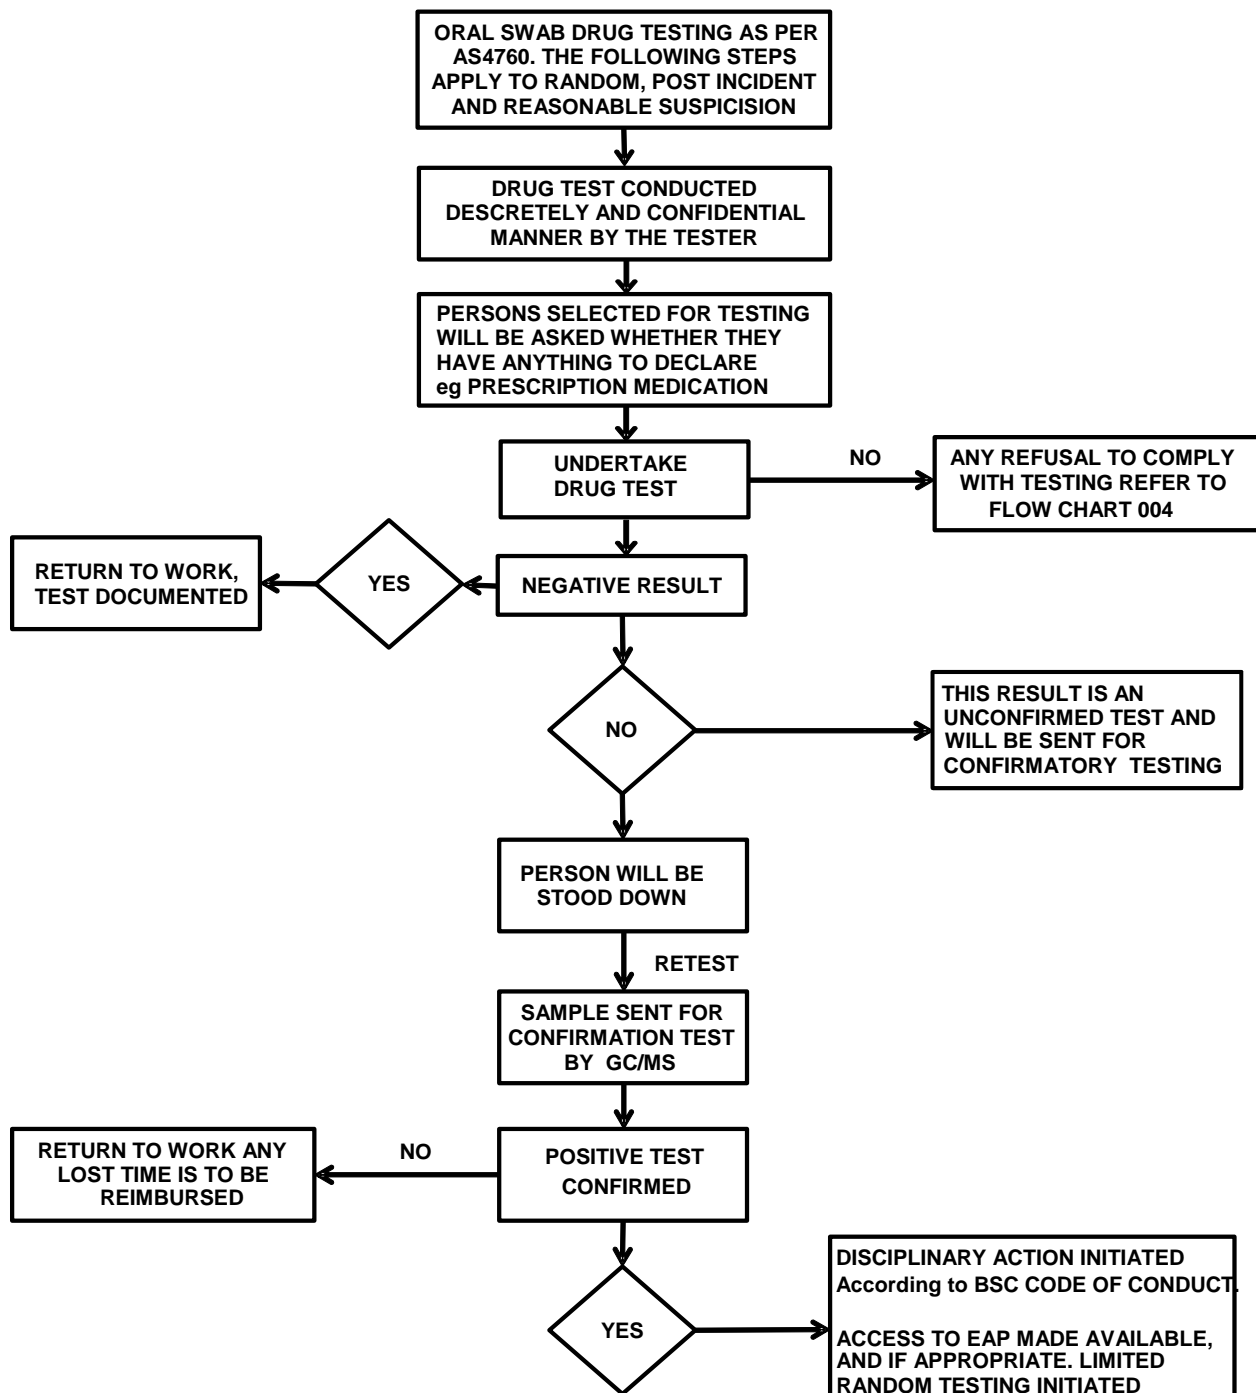 ORAL SWAB DRUG TESTING AS PER
AS4760. THE FOLLOWING STEPS
APPLY TO RANDOM, POST INCIDENT
AND REASONABLE SUSPICISION
DRUG TEST CONDUCTED
DESCRETELY AND CONFIDENTIAL
MANNER BY THE TESTER
PERSONS SELECTED FOR TESTING
WILL BE ASKED WHETHER THEY
HAVE ANYTHING TO DECLARE
eg PRESCRIPTION MEDICATION
UNDERTAKE
DRUG TEST
NO
ANY REFUSAL TO COMPLY
WITH TESTING REFER TO
FLOW CHART 004
RETURN TO WORK,
TEST DOCUMENTED
YES
NEGATIVE RESULT
NO
THIS RESULT IS AN
UNCONFIRMED TEST AND
WILL BE SENT FOR
CONFIRMATORY TESTING
PERSON WILL BE
STOOD DOWN
RETEST
SAMPLE SENT FOR
CONFIRMATION TEST
BY GC/MS
RETURN TO WORK ANY
LOST TIME IS TO BE
REIMBURSED
NO
POSITIVE TEST
CONFIRMED
YES
DISCIPLINARY ACTION INITIATED
According to BSC CODE OF CONDUCT.
ACCESS TO EAP MADE AVAILABLE,
AND IF APPROPRIATE. LIMITED
RANDOM TESTING INITIATED